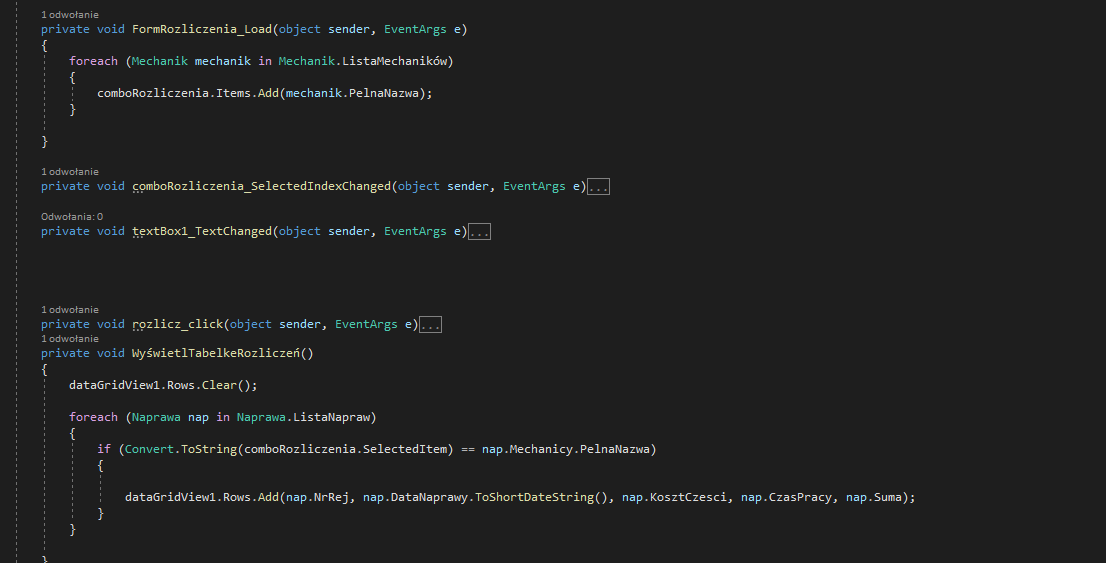 1 odwołanie
private void FormRozliczenia_Load(object sender, EventArgs e)
{
foreach (Mechanik mechanik in Mechanik.ListaMechaników)
{
comboRozliczenia.Items.Add(mechanik.PelnaNazwa);
}
}
1 odwołanie
private void comboRozliczenia_SelectedIndexChanged(object sender, EventArgs e)...
Odwołania: 0
private void textBox1_TextChanged(object sender, EventArgs e)...
1 odwołanie
private void rozlicz_click(object sender, EventArgs e)...
1 odwołanie
private void WyświetlTabelkeRozliczeń()
{
dataGridView1.Rows.Clear();
foreach (Naprawa nap in Naprawa.ListaNapraw)
{
if (Convert.ToString(comboRozliczenia.SelectedItem) == nap.Mechanicy.PelnaNazwa)
{
dataGridView1.Rows.Add(nap.NrRej, nap.DataNaprawy.ToShortDateString(), nap.KosztCzesci, nap.CzasPracy, nap.Suma);
}
}
}